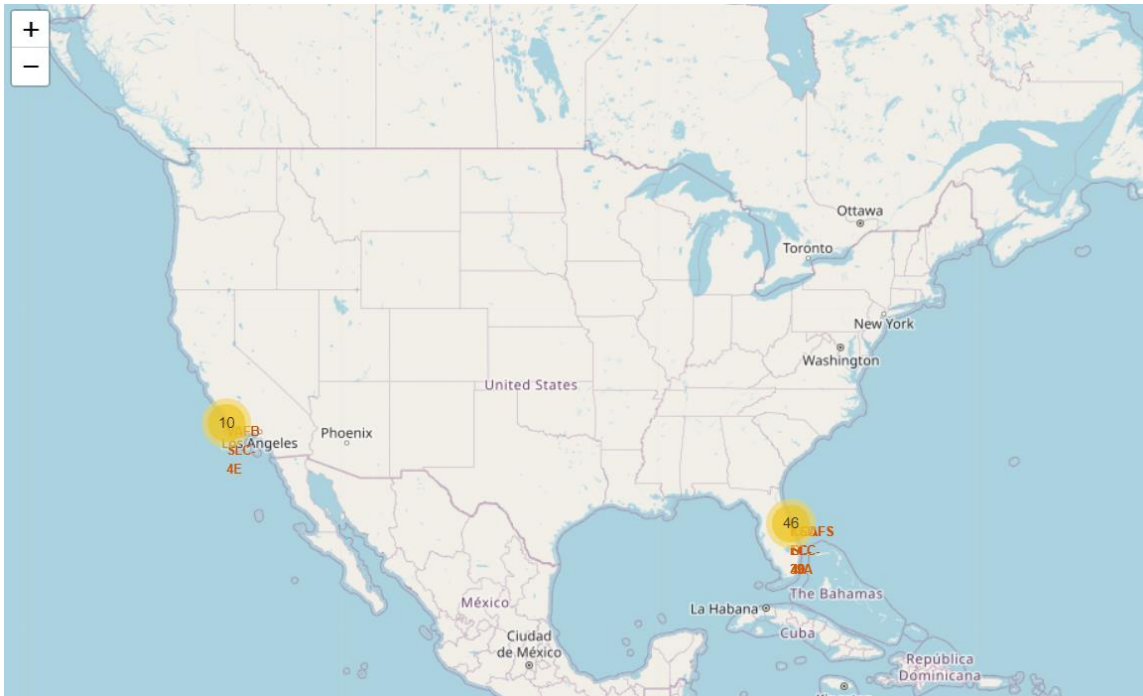 +
−
Ottawa
Toronto
New York
Washington
United States
10
VAFB
Los Angeles
SLC-
4E
Phoenix
46
The Bahamas
La Habana
México
Cuba
Ciudad
de México
República
Dominicana